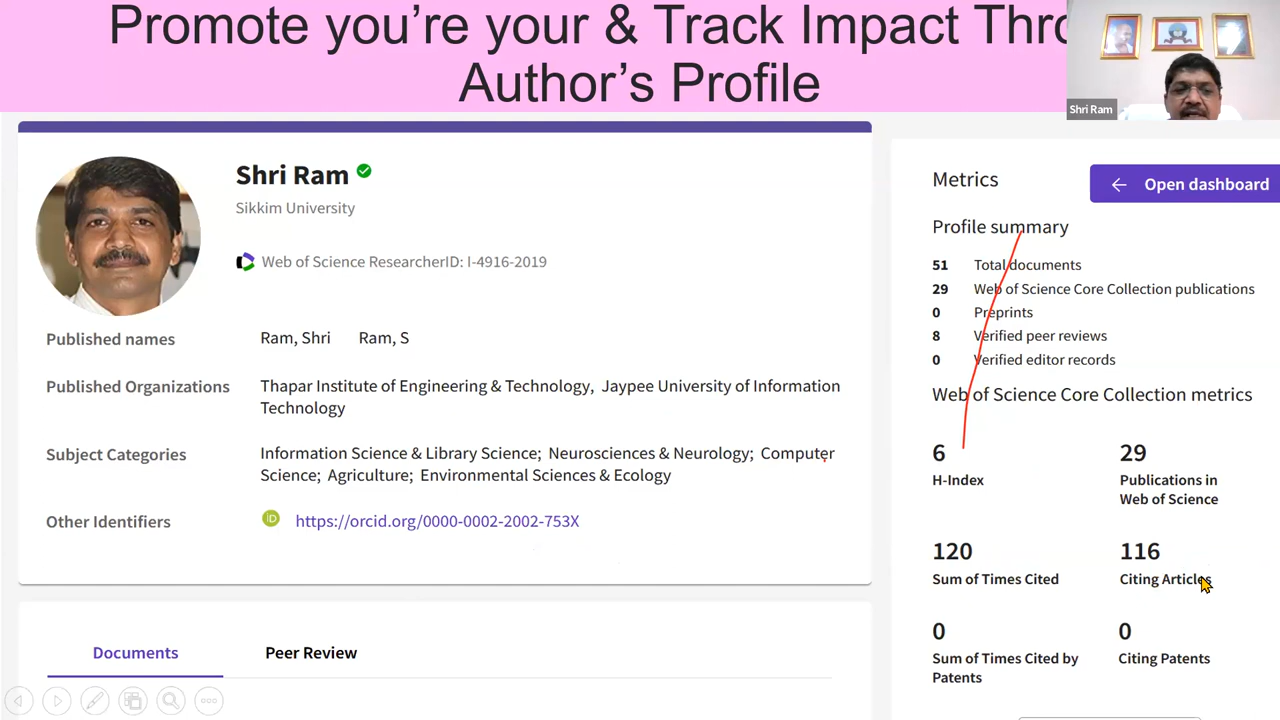 Promote you're your & Track Impact Thro
Author's Profile
Shri Ram
Shri Ram
Sikkim University
Web of Science ResearcherID: I-4916-2019
Published names Ram, Shri Ram, S
Published Organizations Thapar Institute of Engineering & Technology, Jaypee University of Information
Technology
Subject Categories Information Science & Library Science; Neurosciences & Neurology; Computer
Science; Agriculture; Environmental Sciences & Ecology
Other Identifiers iD https://orcid.org/0000-0002-2002-753X
Documents Peer Review
Metrics
Open dashboard
Profile summary
51 Total documents
29 Web of Science Core Collection publications
0 Preprints
8 Verified peer reviews
0 Verified editor records
Web of Science Core Collection metrics
6 29
H-Index Publications in
Web of Science
120 116
Sum of Times Cited Citing Articles
0 0
Sum of Times Cited by Citing Patents
Patents